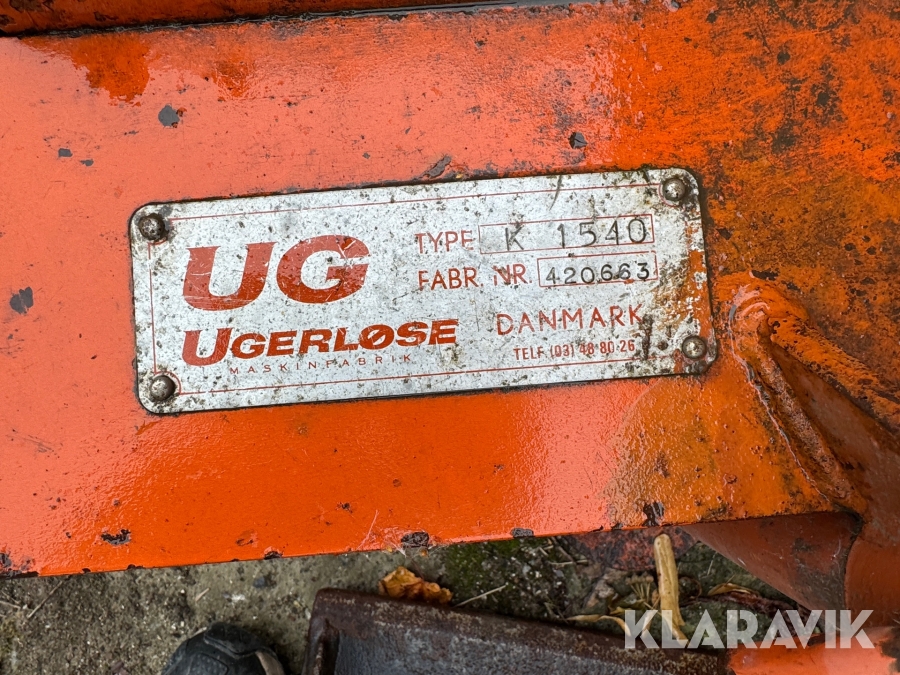 UG
TYPE K 1540
FABR. NR. 420663
UGERLØSE
MASKINFABRIK
DANMARK
TELF. (03) 48-80-26
KLARAVIK